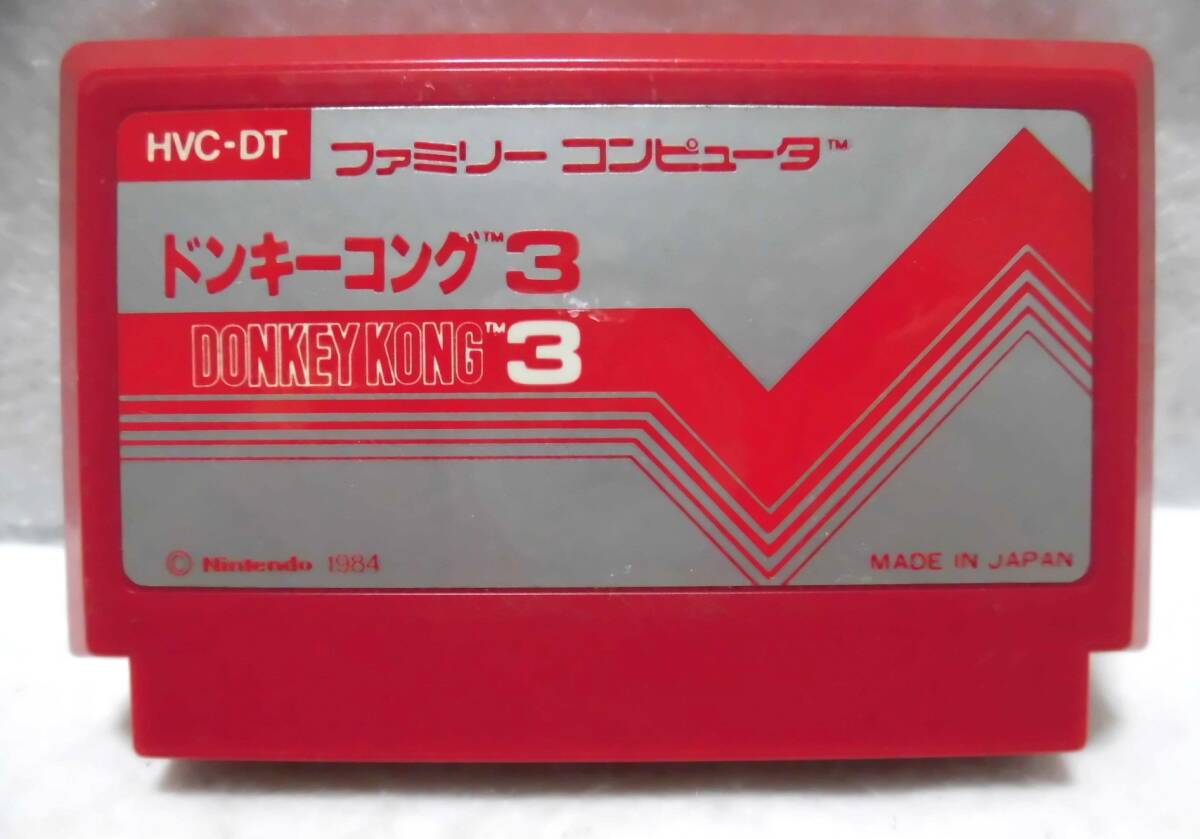 HVC-DT ファミリー コンピュータ™
ドンキーコング™3
DONKEY KONG™3
© Nintendo 1984
MADE IN JAPAN